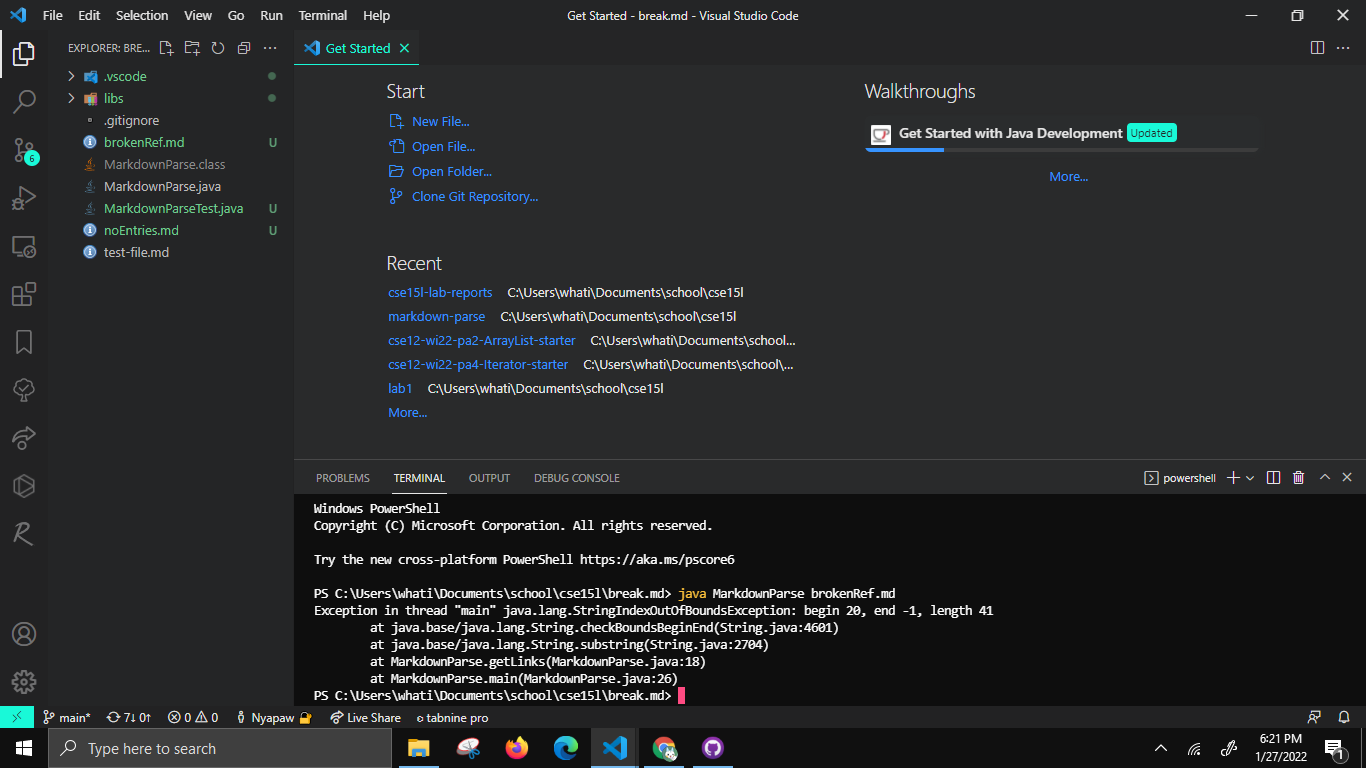 File Edit Selection View Go Run Terminal Help
Get Started - break.md - Visual Studio Code
EXPLORER: BRE...
.vscode
libs
.gitignore
brokenRef.md U
MarkdownParse.class
MarkdownParse.java
MarkdownParseTest.java U
noEntries.md U
test-file.md
6
Get Started
Start
New File...
Open File...
Open Folder...
Clone Git Repository...
Recent
cse15l-lab-reports C:\Users\whati\Documents\school\cse15l
markdown-parse C:\Users\whati\Documents\school\cse15l
cse12-wi22-pa2-ArrayList-starter C:\Users\whati\Documents\school...
cse12-wi22-pa4-Iterator-starter C:\Users\whati\Documents\school\...
lab1 C:\Users\whati\Documents\school\cse15l
More...
Walkthroughs
Get Started with Java Development Updated
More...
PROBLEMS TERMINAL OUTPUT DEBUG CONSOLE
powershell
Windows PowerShell
Copyright (C) Microsoft Corporation. All rights reserved.
Try the new cross-platform PowerShell https://aka.ms/pscore6
PS C:\Users\whati\Documents\school\cse15l\break.md> java MarkdownParse brokenRef.md
Exception in thread "main" java.lang.StringIndexOutOfBoundsException: begin 20, end -1, length 41
at java.base/java.lang.String.checkBoundsBeginEnd(String.java:4601)
at java.base/java.lang.String.substring(String.java:2704)
at MarkdownParse.getLinks(MarkdownParse.java:18)
at MarkdownParse.main(MarkdownParse.java:26)
PS C:\Users\whati\Documents\school\cse15l\break.md>
main* 7↓ 0↑ 0 0 Nyapaw Live Share tabnine pro
Type here to search
6:21 PM
1/27/2022
1